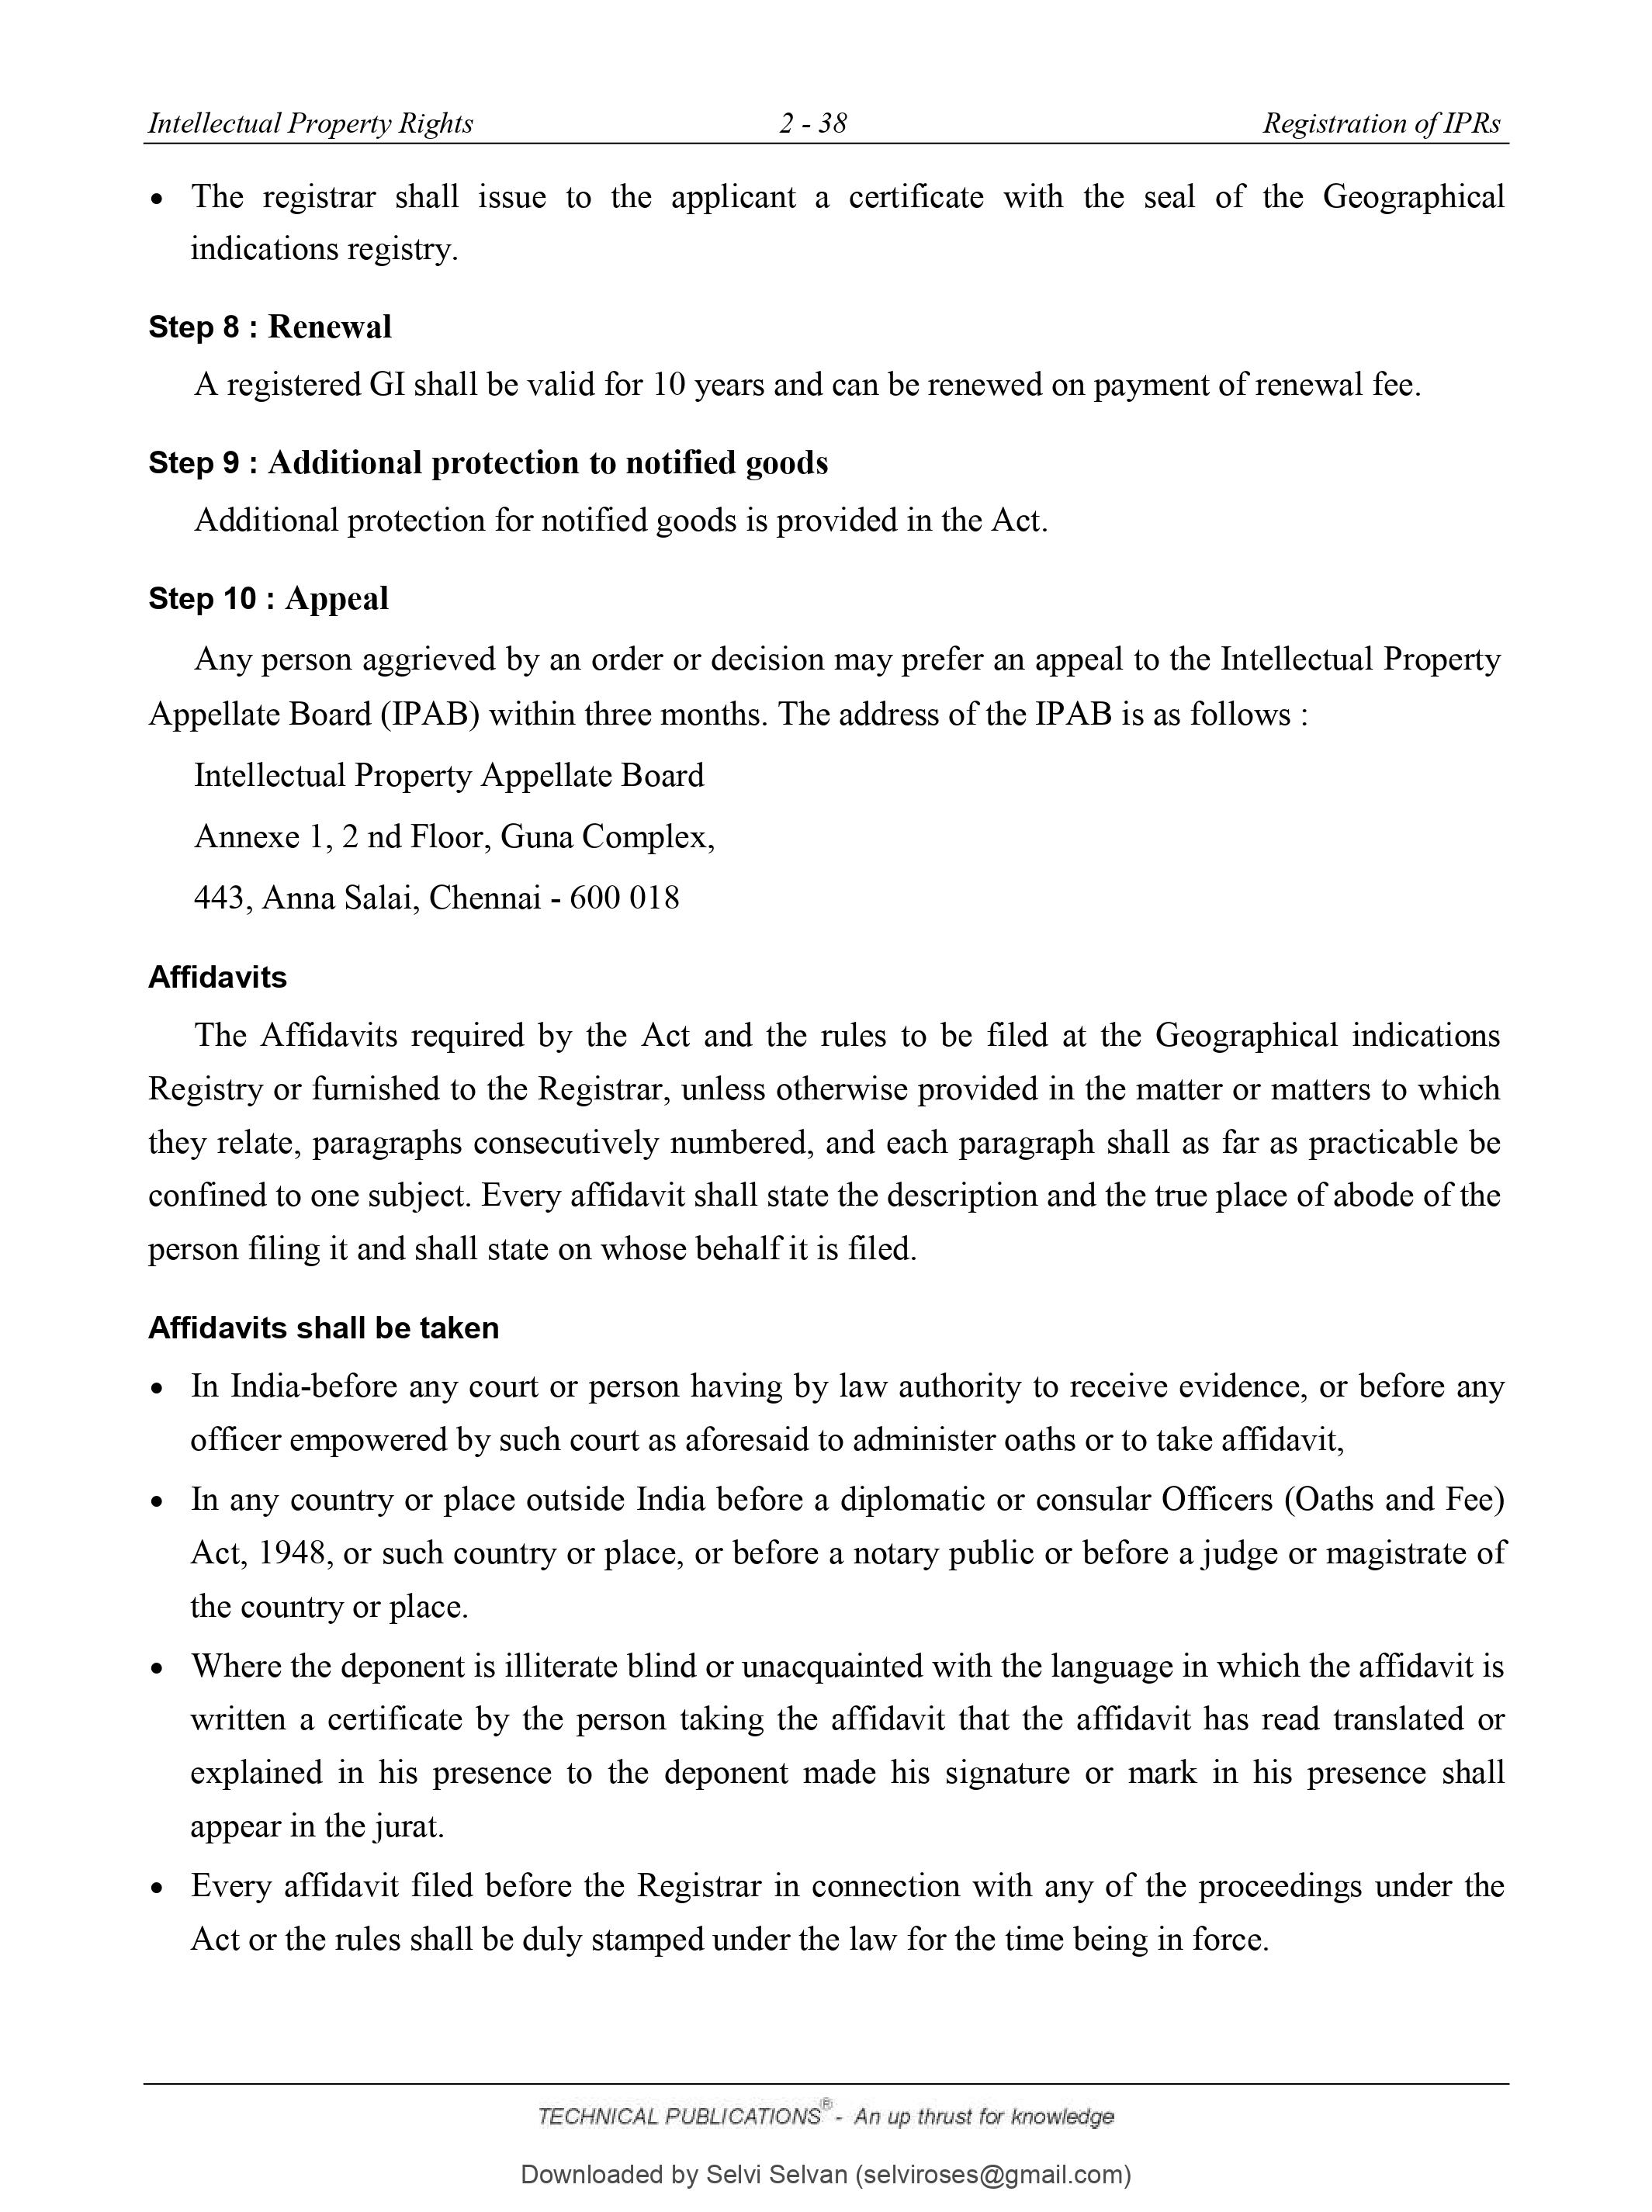 Intellectual Property Rights 2 - 38 Registration of IPRs
• The registrar shall issue to the applicant a certificate with the seal of the Geographical
indications registry.
Step 8 : Renewal
A registered GI shall be valid for 10 years and can be renewed on payment of renewal fee.
Step 9 : Additional protection to notified goods
Additional protection for notified goods is provided in the Act.
Step 10 : Appeal
Any person aggrieved by an order or decision may prefer an appeal to the Intellectual Property
Appellate Board (IPAB) within three months. The address of the IPAB is as follows :
Intellectual Property Appellate Board
Annexe 1, 2 nd Floor, Guna Complex,
443, Anna Salai, Chennai - 600 018
Affidavits
The Affidavits required by the Act and the rules to be filed at the Geographical indications
Registry or furnished to the Registrar, unless otherwise provided in the matter or matters to which
they relate, paragraphs consecutively numbered, and each paragraph shall as far as practicable be
confined to one subject. Every affidavit shall state the description and the true place of abode of the
person filing it and shall state on whose behalf it is filed.
Affidavits shall be taken
• In India-before any court or person having by law authority to receive evidence, or before any
officer empowered by such court as aforesaid to administer oaths or to take affidavit,
• In any country or place outside India before a diplomatic or consular Officers (Oaths and Fee)
Act, 1948, or such country or place, or before a notary public or before a judge or magistrate of
the country or place.
• Where the deponent is illiterate blind or unacquainted with the language in which the affidavit is
written a certificate by the person taking the affidavit that the affidavit has read translated or
explained in his presence to the deponent made his signature or mark in his presence shall
appear in the jurat.
• Every affidavit filed before the Registrar in connection with any of the proceedings under the
Act or the rules shall be duly stamped under the law for the time being in force.
TECHNICAL PUBLICATIONS® - An up thrust for knowledge
Downloaded by Selvi Selvan (selviroses@gmail.com)